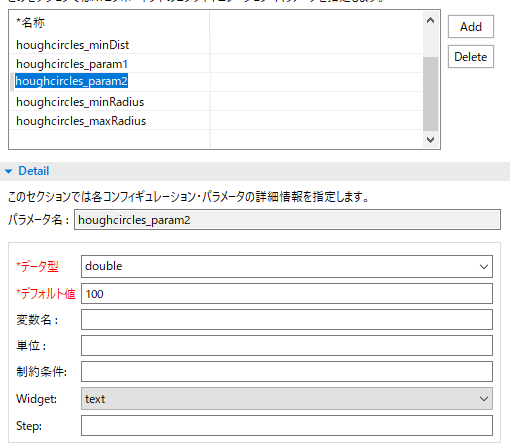 *名称
Add
houghcircles_minDist
houghcircles_param1
Delete
houghcircles_param2
houghcircles_minRadius
houghcircles_maxRadius
Detail
このセクションでは各コンフィギュレーション・パラメータの詳細情報を指定します。
パラメータ名 : houghcircles_param2
*データ型 double
*デフォルト値 100
変数名 :
単位 :
制約条件:
Widget: text
Step: